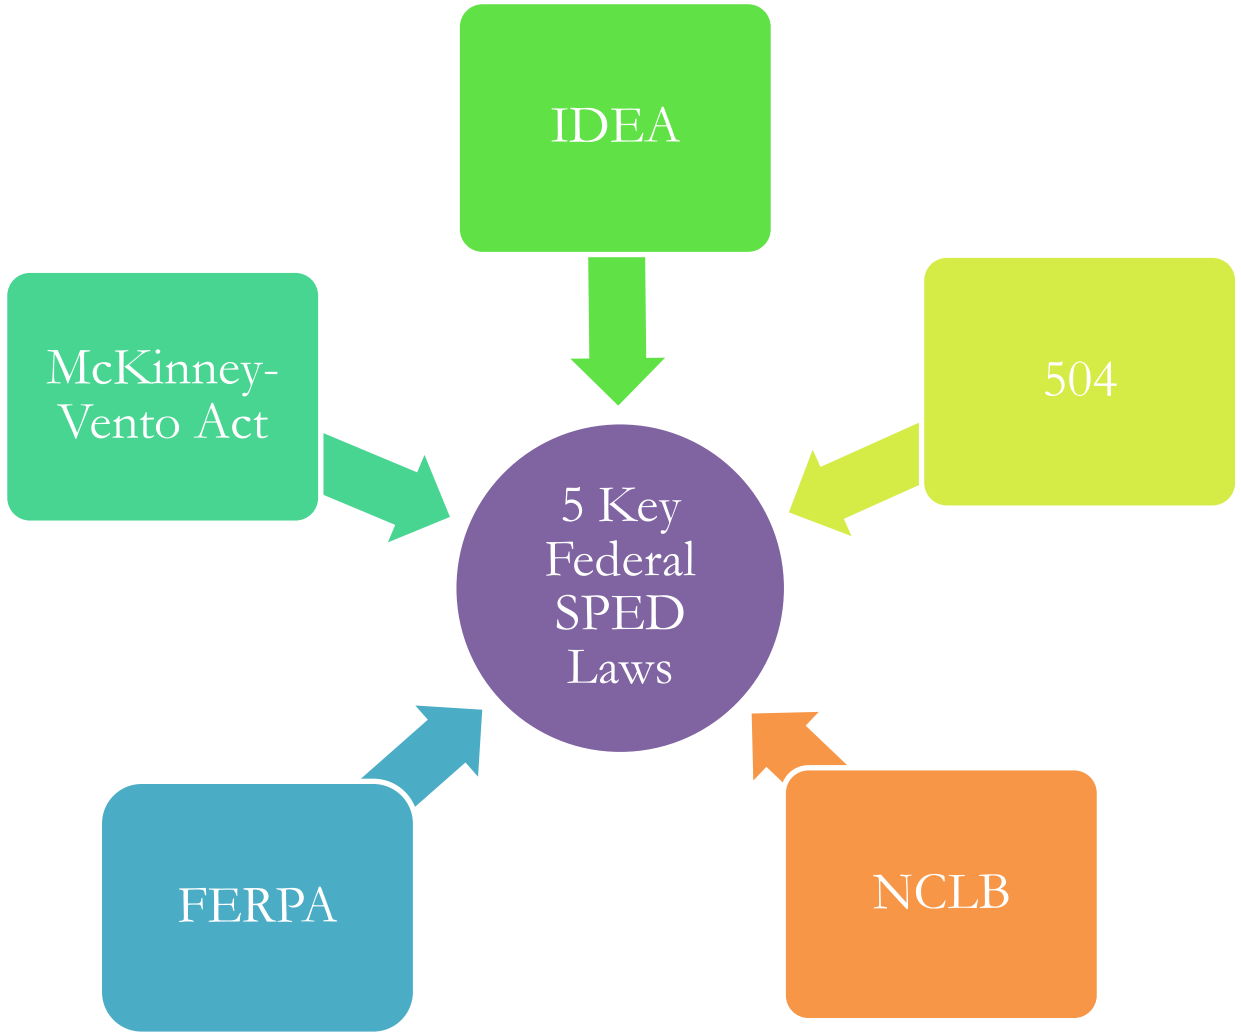 IDEA
McKinney-
Vento Act
504
5 Key
Federal
SPED
Laws
FERPA
NCLB